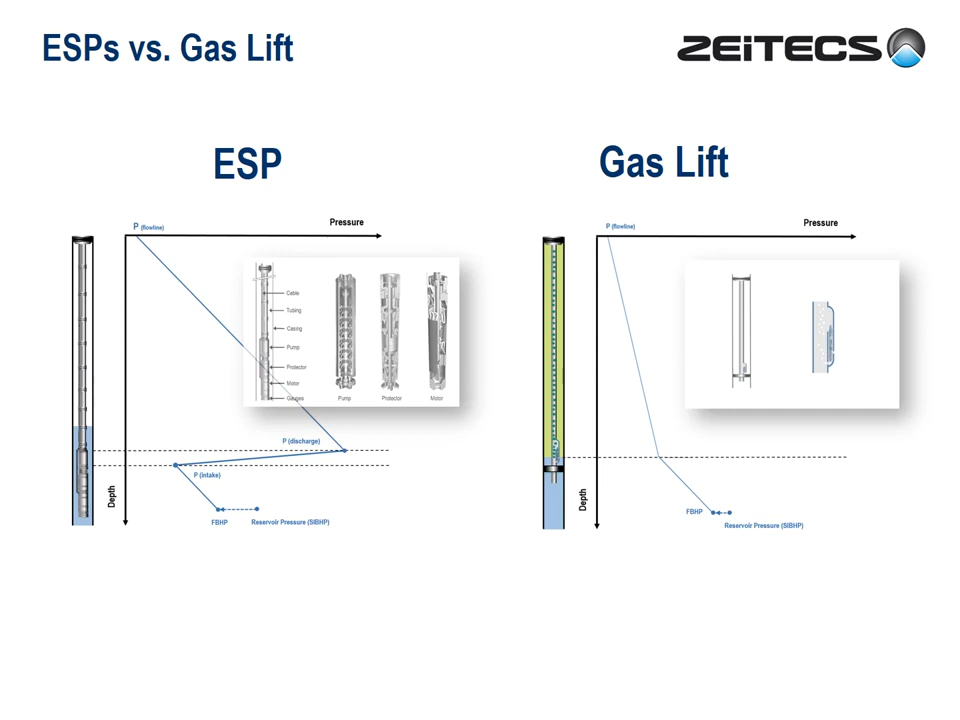 ESPs vs. Gas Lift
ZEiTECS
ESP
Gas Lift
P (flowline)
Pressure
Cable
Tubing
Casing
Pump
Protector
Motor
Gauges
Pump
Protector
Motor
P (discharge)
P (intake)
Depth
FBHP
Reservoir Pressure (SIBHP)
P (flowline)
Pressure
Depth
FBHP
Reservoir Pressure (SIBHP)